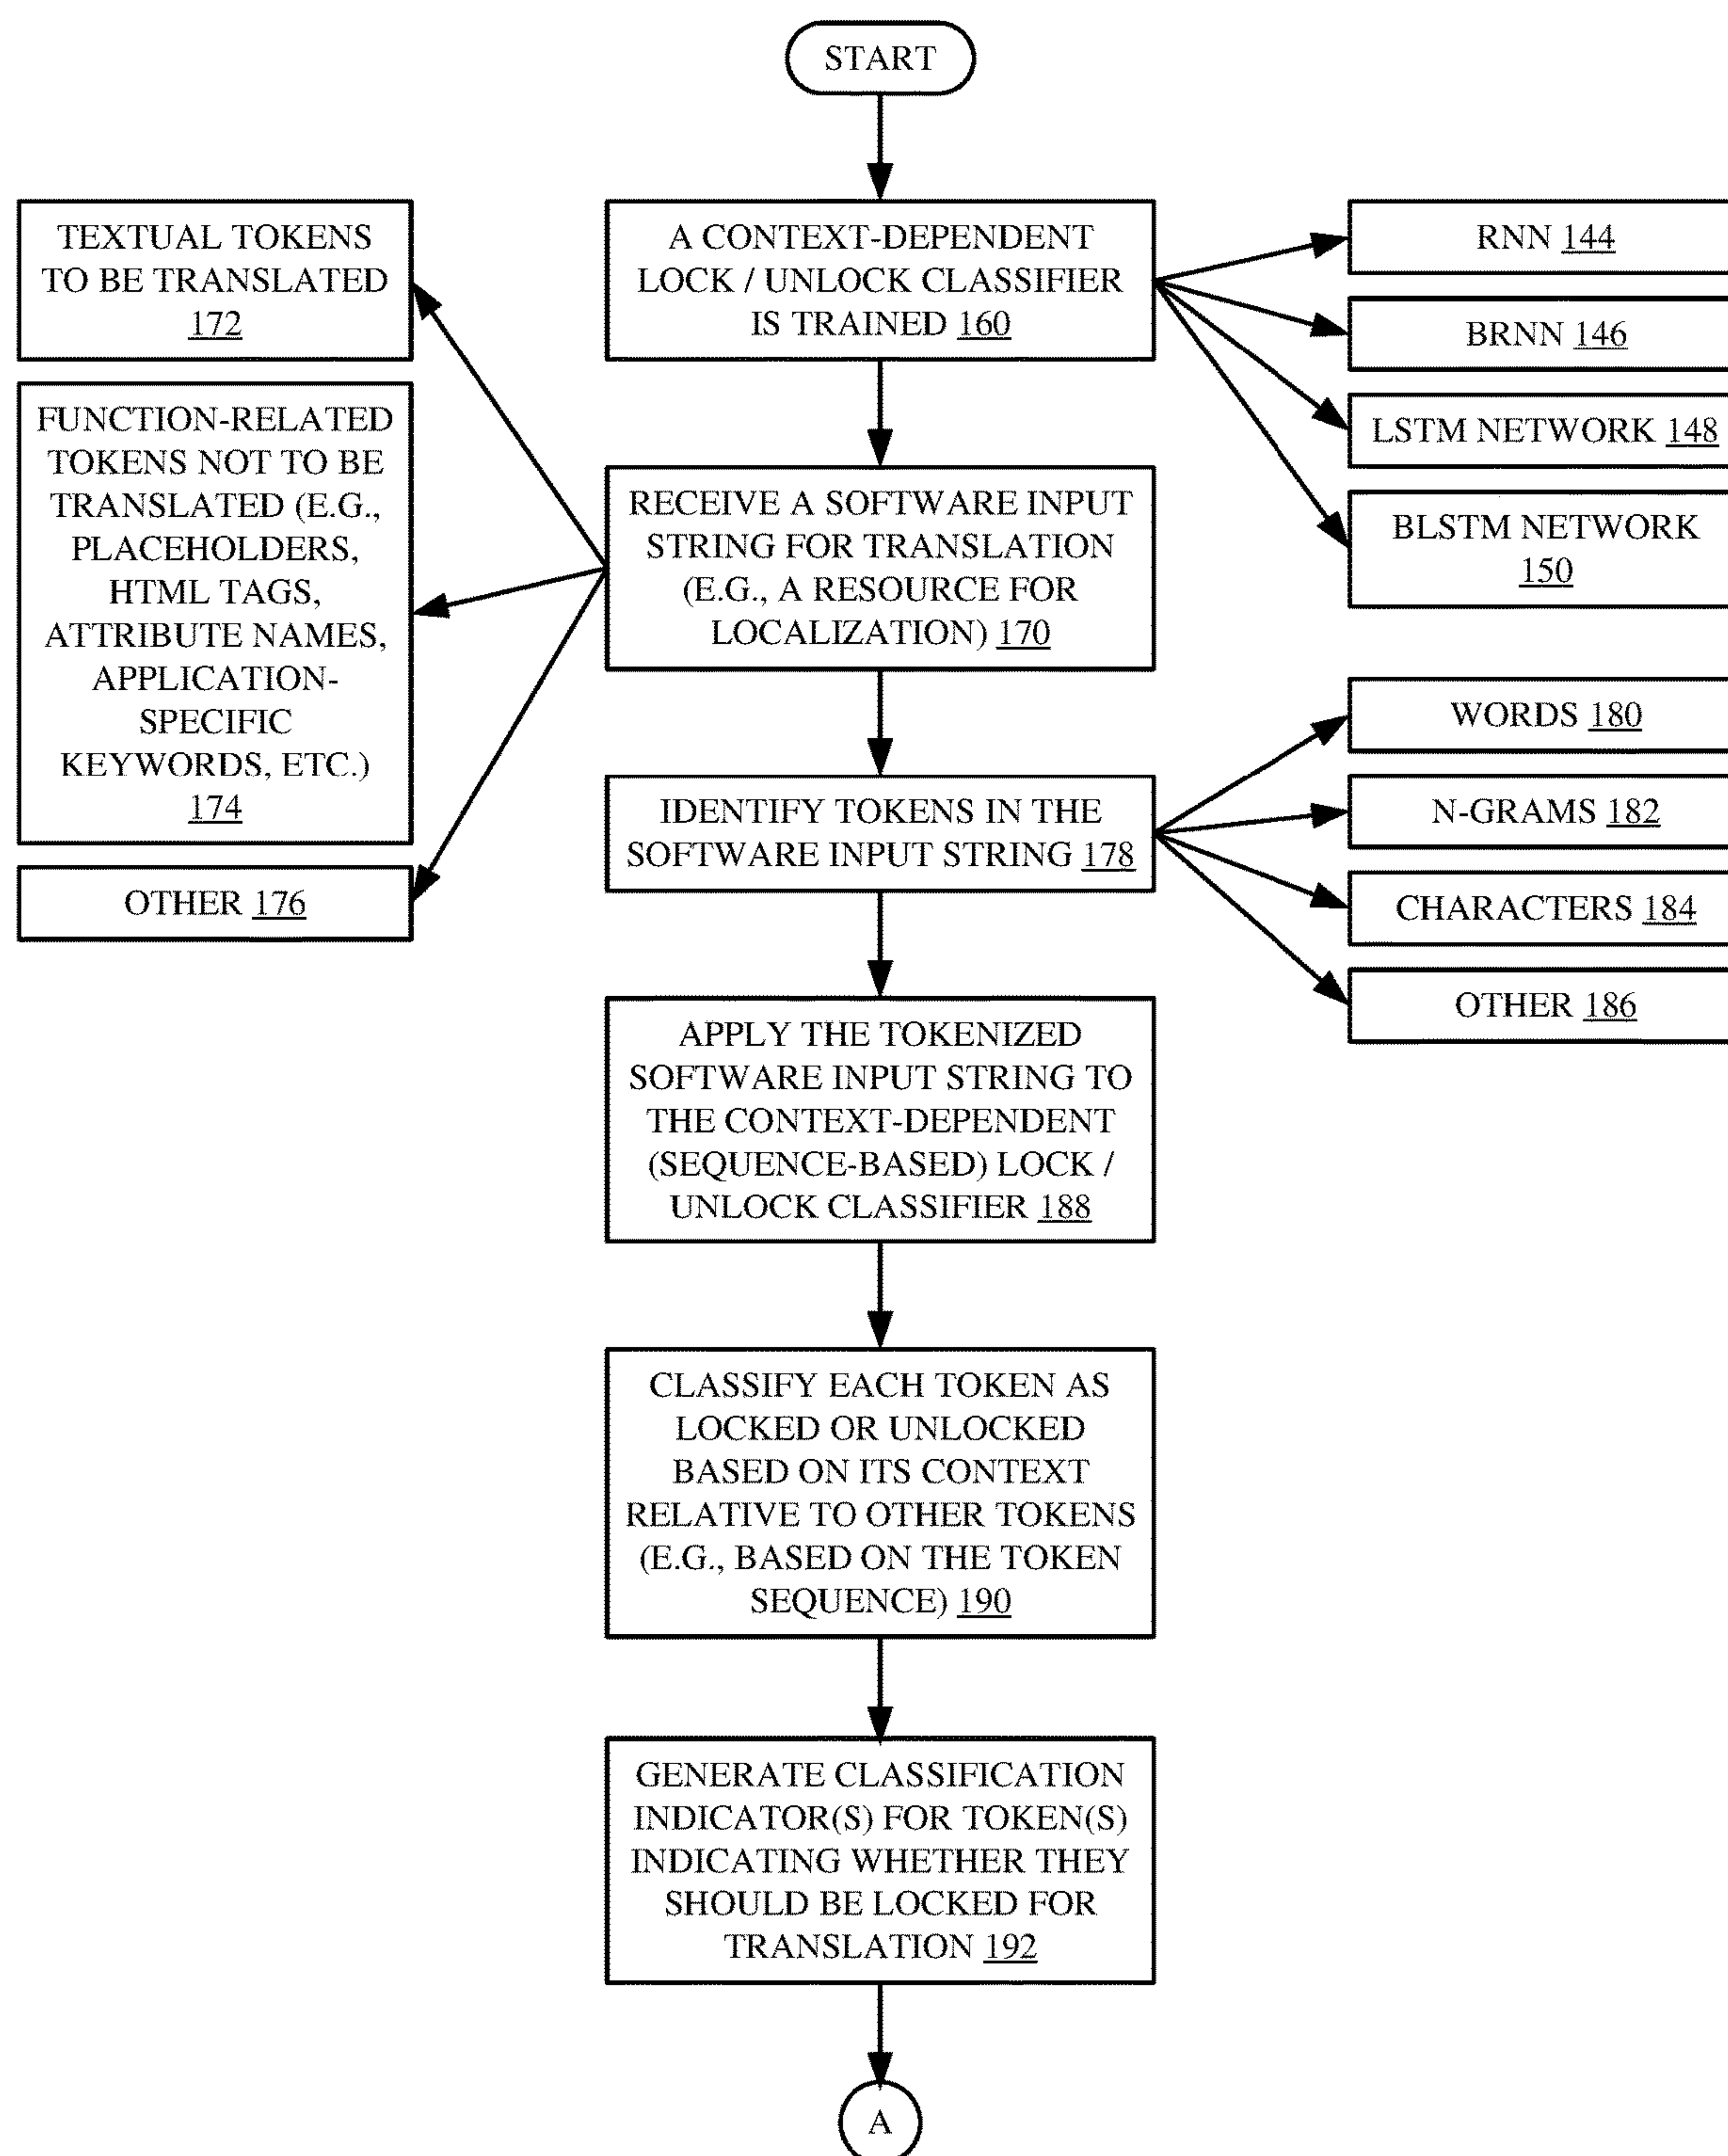 START
TEXTUAL TOKENS
TO BE TRANSLATED
172
A CONTEXT-DEPENDENT
LOCK / UNLOCK CLASSIFIER
IS TRAINED 160
RNN 144
BRNN 146
LSTM NETWORK 148
BLSTM NETWORK
150
FUNCTION-RELATED
TOKENS NOT TO BE
TRANSLATED (E.G.,
PLACEHOLDERS,
HTML TAGS,
ATTRIBUTE NAMES,
APPLICATION-
SPECIFIC
KEYWORDS, ETC.)
174
OTHER 176
RECEIVE A SOFTWARE INPUT
STRING FOR TRANSLATION
(E.G., A RESOURCE FOR
LOCALIZATION) 170
IDENTIFY TOKENS IN THE
SOFTWARE INPUT STRING 178
WORDS 180
N-GRAMS 182
CHARACTERS 184
OTHER 186
APPLY THE TOKENIZED
SOFTWARE INPUT STRING TO
THE CONTEXT-DEPENDENT
(SEQUENCE-BASED) LOCK /
UNLOCK CLASSIFIER 188
CLASSIFY EACH TOKEN AS
LOCKED OR UNLOCKED
BASED ON ITS CONTEXT
RELATIVE TO OTHER TOKENS
(E.G., BASED ON THE TOKEN
SEQUENCE) 190
GENERATE CLASSIFICATION
INDICATOR(S) FOR TOKEN(S)
INDICATING WHETHER THEY
SHOULD BE LOCKED FOR
TRANSLATION 192
A